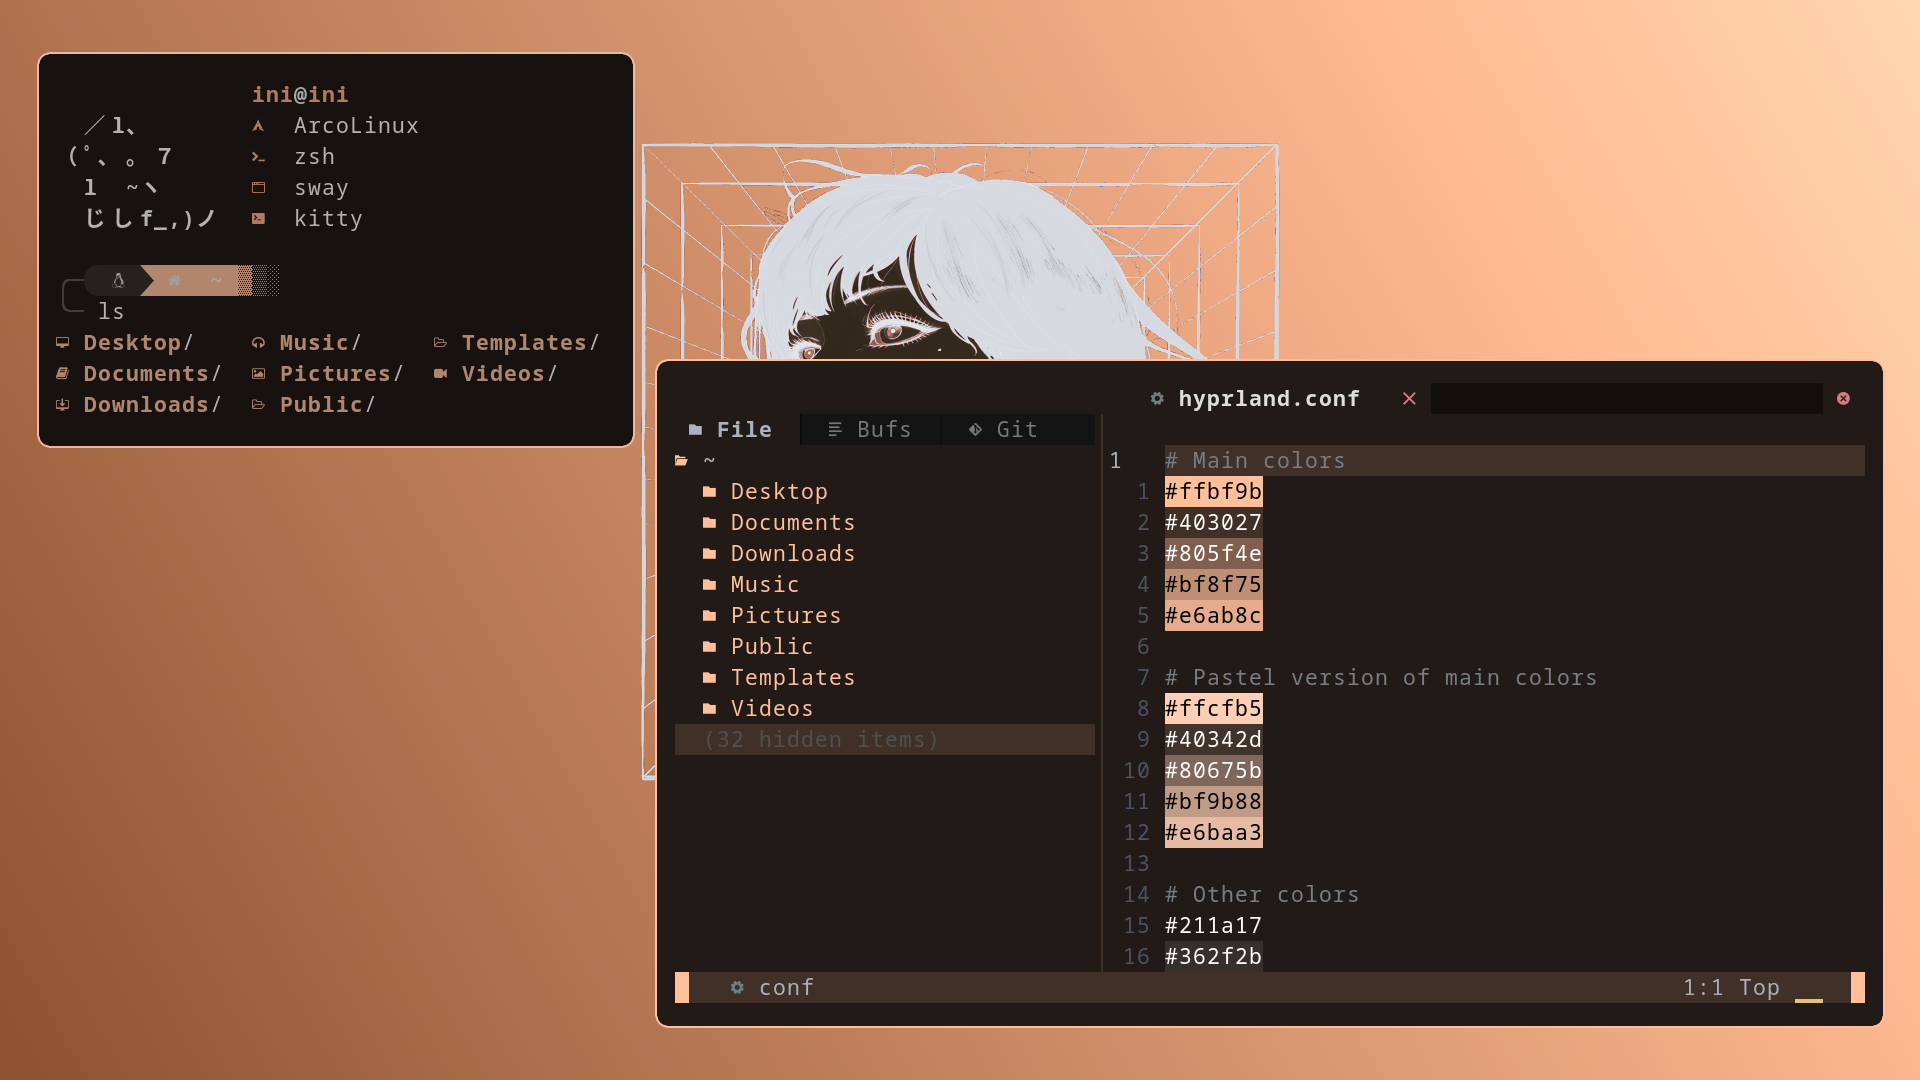 ini@ini
ArcoLinux
zsh
sway
kitty
／l、
(ﾟ、 。7
l ~ヽ
じしf_,)ノ
~
ls
Desktop/ Music/ Templates/
Documents/ Pictures/ Videos/
Downloads/ Public/
hyprland.conf
File Bufs Git
~
Desktop
Documents
Downloads
Music
Pictures
Public
Templates
Videos
(32 hidden items)
1 # Main colors
1 #ffbf9b
2 #403027
3 #805f4e
4 #bf8f75
5 #e6ab8c
6
7 # Pastel version of main colors
8 #ffcfb5
9 #40342d
10 #80675b
11 #bf9b88
12 #e6baa3
13
14 # Other colors
15 #211a17
16 #362f2b
conf 1:1 Top